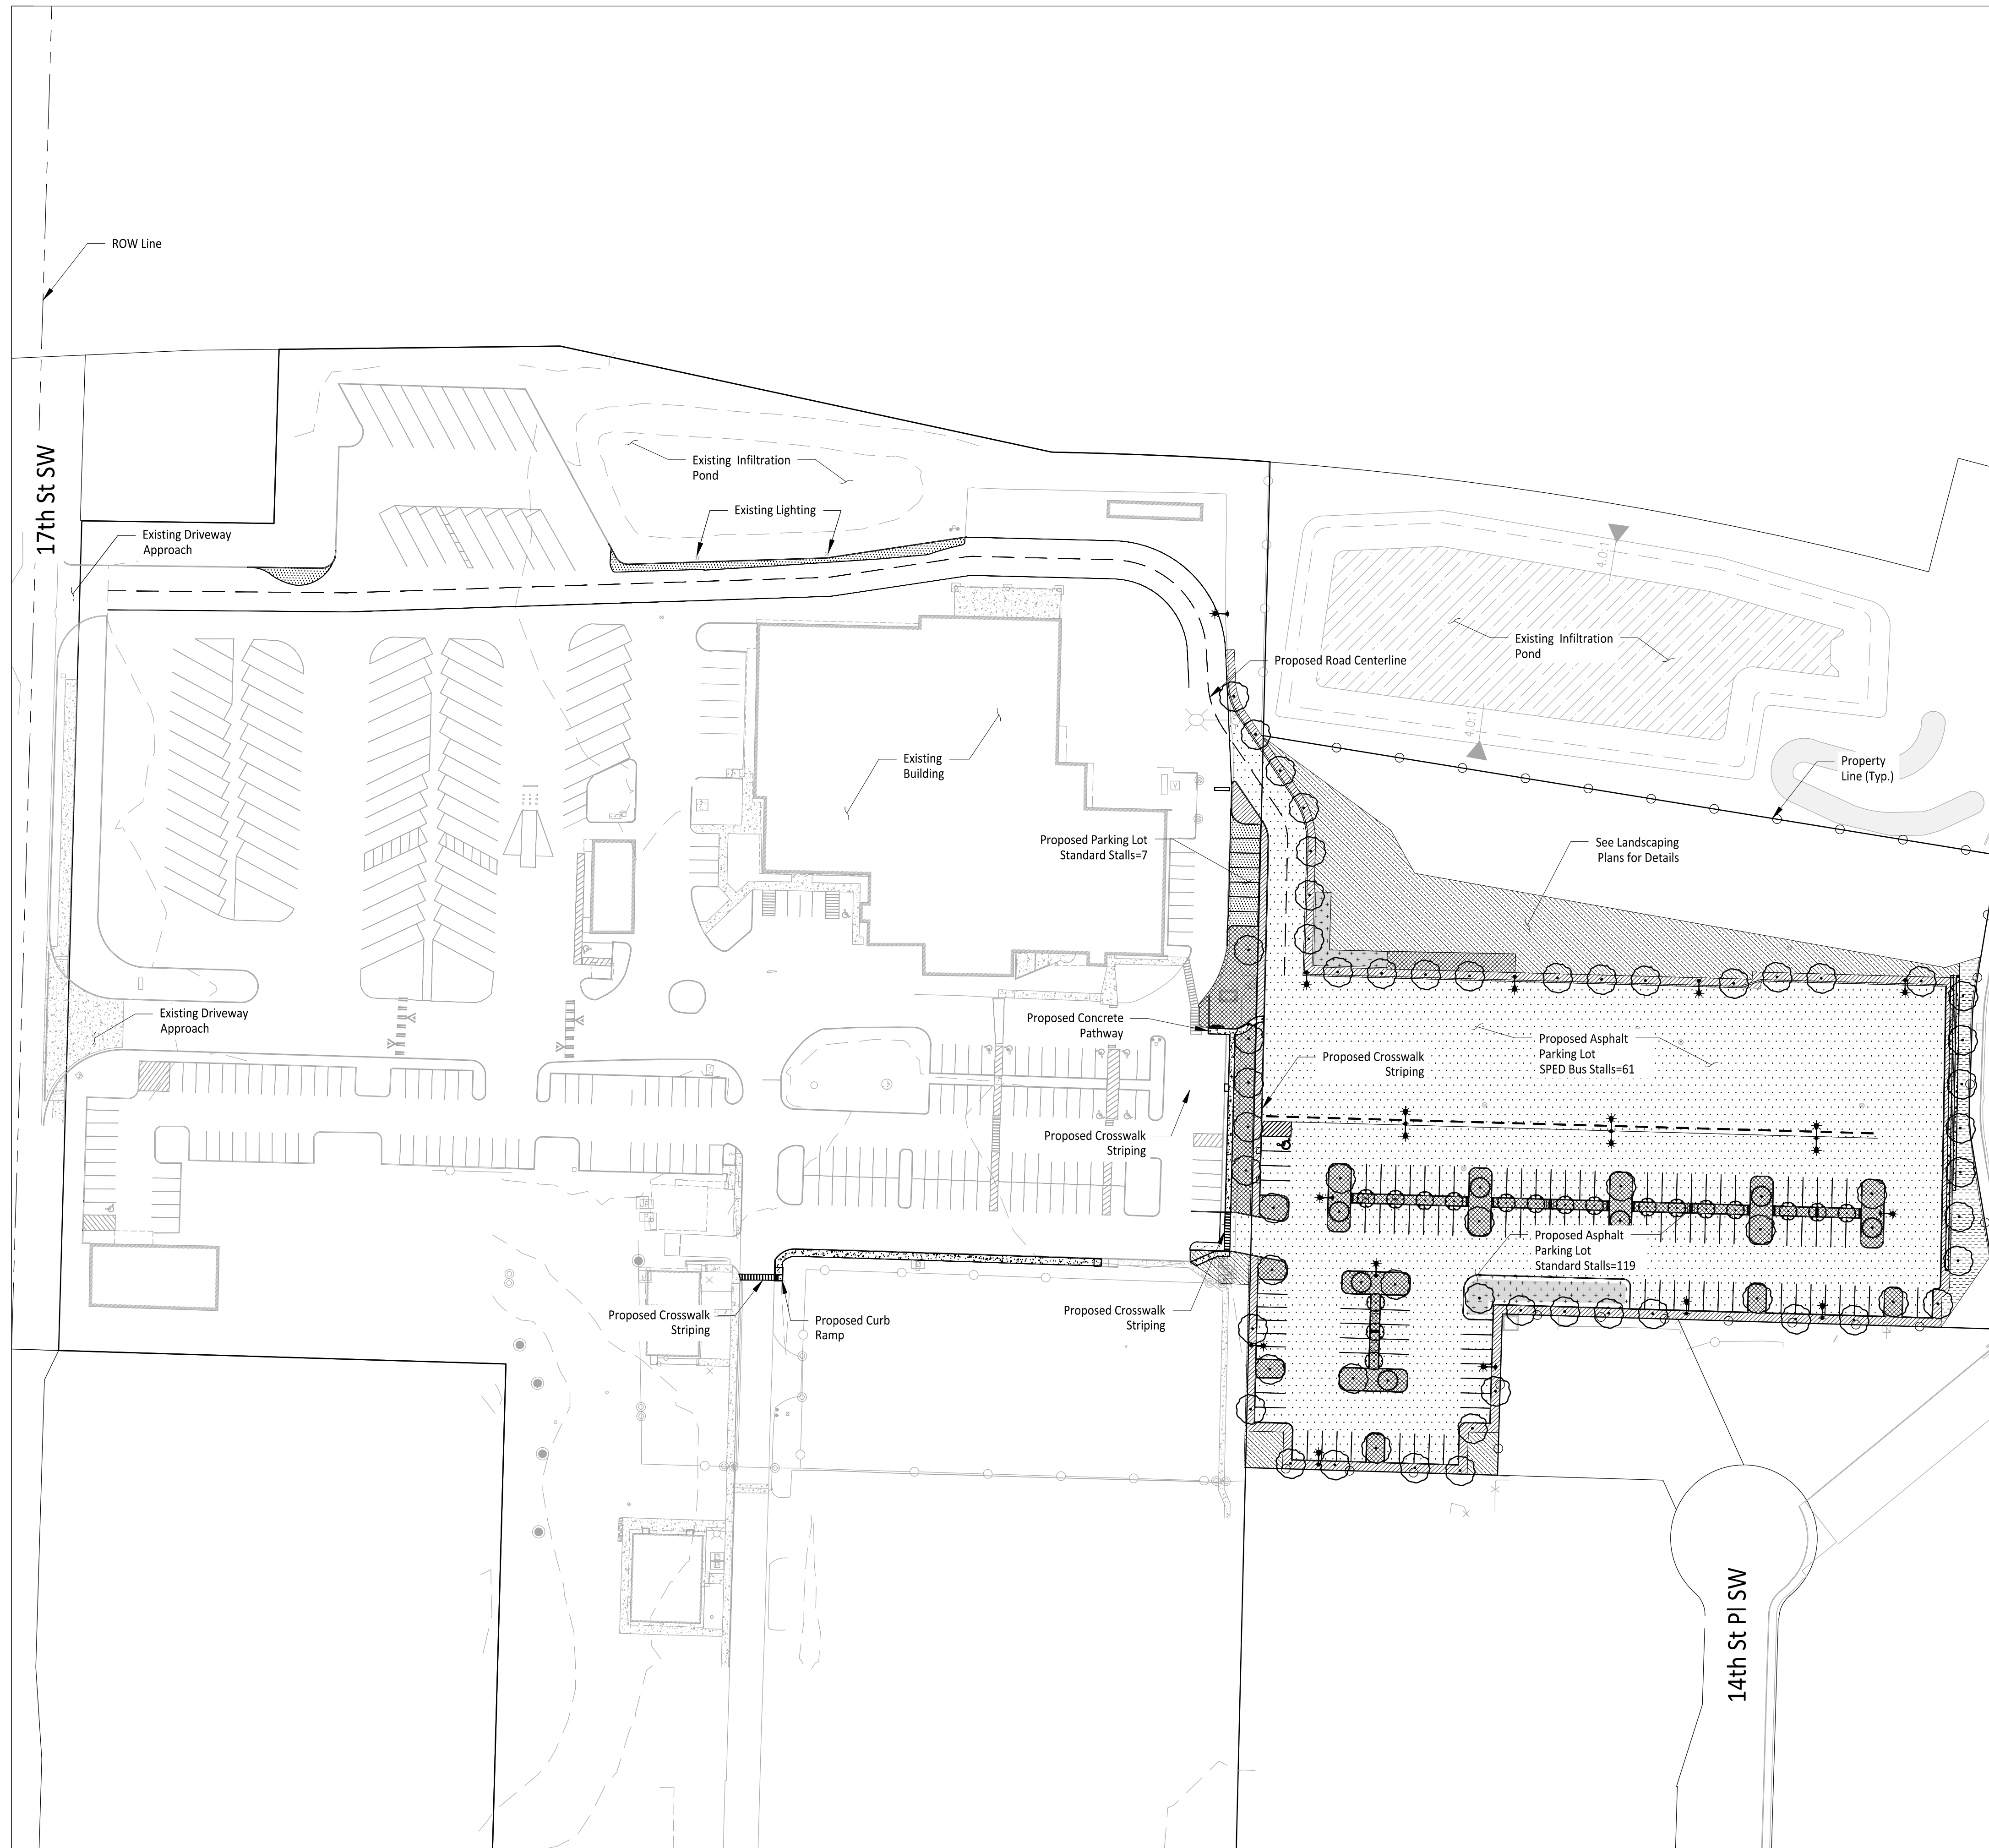 ROW Line
17th St SW
Existing Infiltration
Pond
Existing Lighting
Existing Driveway
Approach
4.0:1
Existing Infiltration
Pond
4.0:1
Proposed Road Centerline
Existing
Building
Property
Line (Typ.)
Proposed Parking Lot
Standard Stalls=7
See Landscaping
Plans for Details
Existing Driveway
Approach
Proposed Concrete
Pathway
Proposed Crosswalk
Striping
Proposed Asphalt
Parking Lot
SPED Bus Stalls=61
Proposed Crosswalk
Striping
Proposed Asphalt
Parking Lot
Standard Stalls=119
Proposed Crosswalk
Striping
Proposed Curb
Ramp
Proposed Crosswalk
Striping
14th St Pl SW